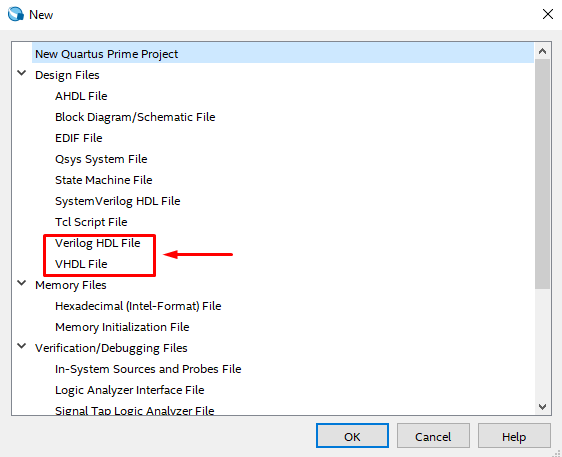 New
New Quartus Prime Project
Design Files
AHDL File
Block Diagram/Schematic File
EDIF File
Qsys System File
State Machine File
SystemVerilog HDL File
Tcl Script File
Verilog HDL File
VHDL File
Memory Files
Hexadecimal (Intel-Format) File
Memory Initialization File
Verification/Debugging Files
In-System Sources and Probes File
Logic Analyzer Interface File
Signal Tap Logic Analyzer File
OK Cancel Help